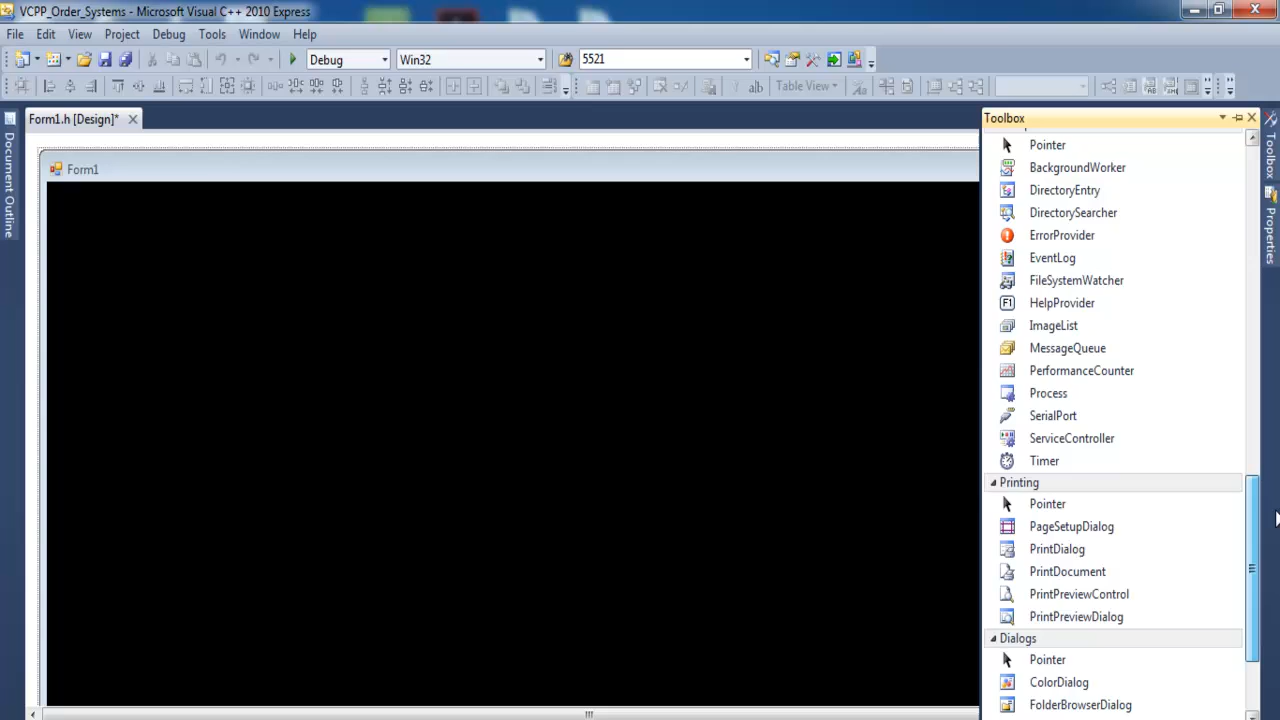 VCPP_Order_Systems - Microsoft Visual C++ 2010 Express
File Edit View Project Debug Tools Window Help
Debug Win32 5521
Table View
Form1.h [Design]*
Toolbox
Document Outline
Form1
Pointer
BackgroundWorker
DirectoryEntry
DirectorySearcher
ErrorProvider
EventLog
FileSystemWatcher
F1 HelpProvider
ImageList
MessageQueue
PerformanceCounter
Process
SerialPort
ServiceController
Timer
Printing
Pointer
PageSetupDialog
PrintDialog
PrintDocument
PrintPreviewControl
PrintPreviewDialog
Dialogs
Pointer
ColorDialog
FolderBrowserDialog
Toolbox
Properties